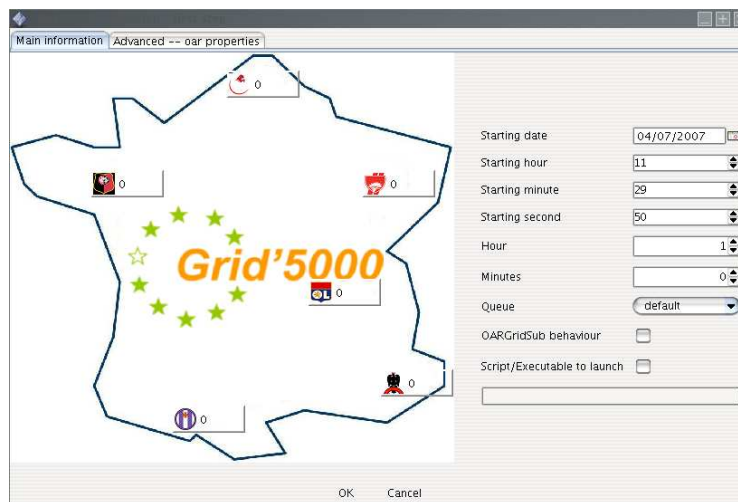 Main information Advanced -- oar properties
0
0
0
Grid'5000
0
0
0
Starting date 04/07/2007
Starting hour 11
Starting minute 29
Starting second 50
Hour 1
Minutes 0
Queue default
OARGridSub behaviour
Script/Executable to launch
OK Cancel